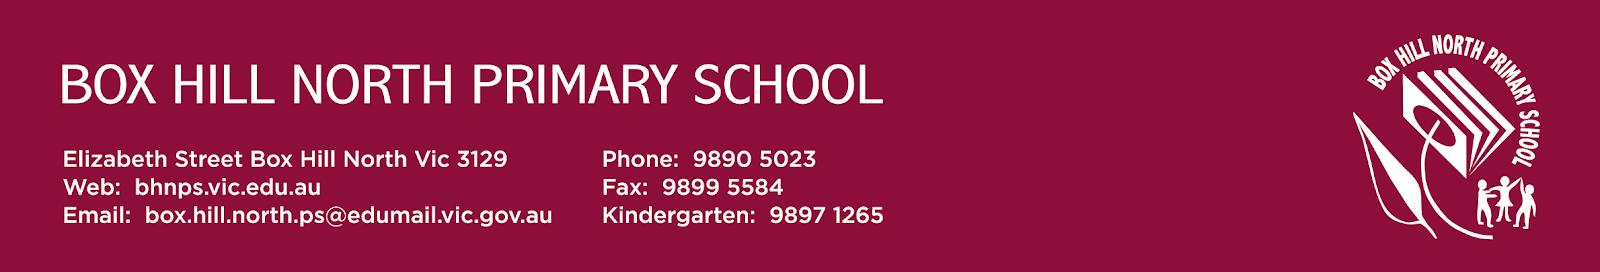 BOX HILL NORTH PRIMARY SCHOOL
Elizabeth Street Box Hill North Vic 3129
Web: bhnps.vic.edu.au
Email: box.hill.north.ps@edumail.vic.gov.au
Phone: 9890 5023
Fax: 9899 5584
Kindergarten: 9897 1265
BOX HILL NORTH PRIMARY SCHOOL